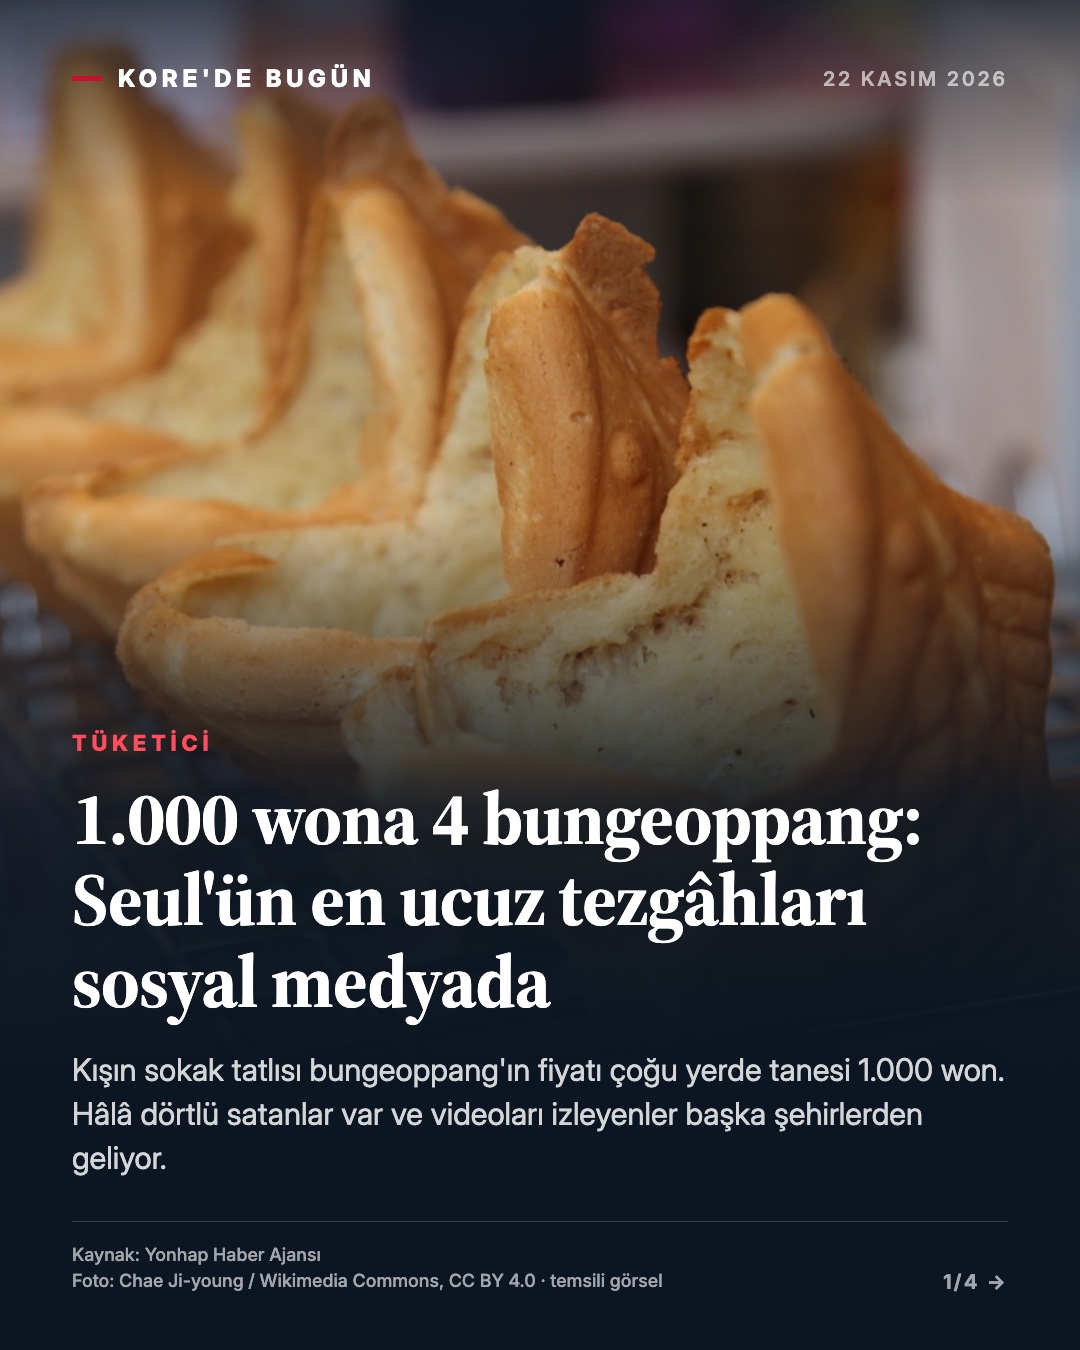 KORE'DE BUGÜN
22 KASIM 2026
TÜKETİCİ
1.000 wona 4 bungeoppang:
Seul'ün en ucuz tezgâhları
sosyal medyada
Kışın sokak tatlısı bungeoppang'ın fiyatı çoğu yerde tanesi 1.000 won.
Hâlâ dörtlü satanlar var ve videoları izleyenler başka şehirlerden
geliyor.
Kaynak: Yonhap Haber Ajansı
Foto: Chae Ji-young / Wikimedia Commons, CC BY 4.0 · temsili görsel
1/4 →